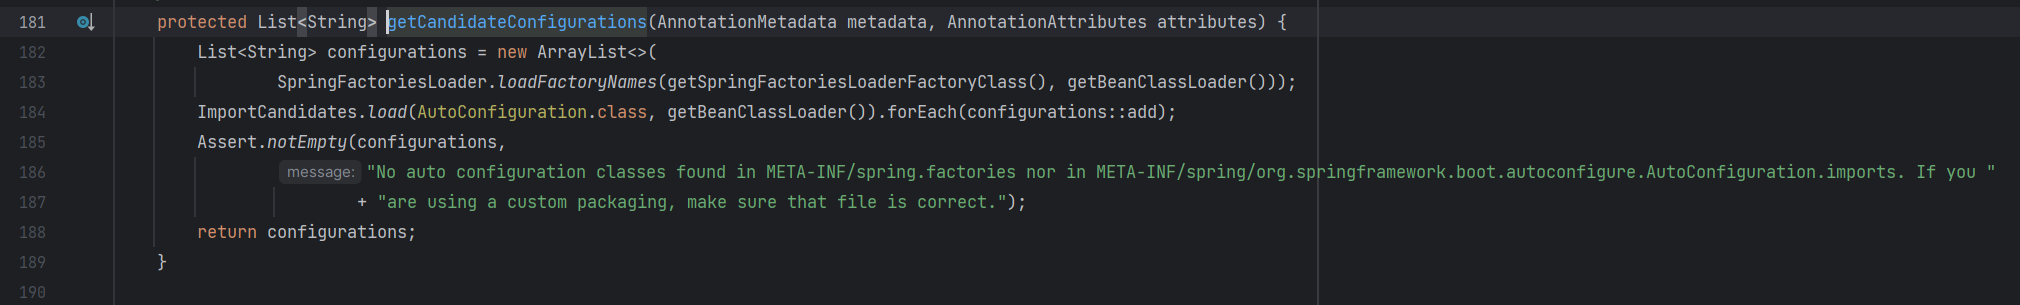 181 protected List<String> getCandidateConfigurations(AnnotationMetadata metadata, AnnotationAttributes attributes) {
182 List<String> configurations = new ArrayList<>(
183 SpringFactoriesLoader.loadFactoryNames(getSpringFactoriesLoaderFactoryClass(), getBeanClassLoader()));
184 ImportCandidates.load(AutoConfiguration.class, getBeanClassLoader()).forEach(configurations::add);
185 Assert.notEmpty(configurations,
186 message: "No auto configuration classes found in META-INF/spring.factories nor in META-INF/spring/org.springframework.boot.autoconfigure.AutoConfiguration.imports. If you "
187 + "are using a custom packaging, make sure that file is correct.");
188 return configurations;
189 }
190